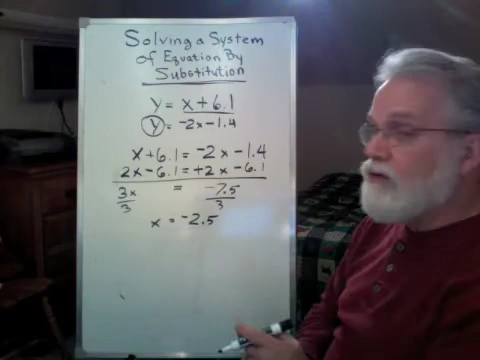 Solving a System
of Equation By
Substitution
y = x + 6.1
y = -2x - 1.4
x + 6.1 = -2x - 1.4
2x - 6.1 = +2x - 6.1
3x = -7.5
3 3
x = -2.5